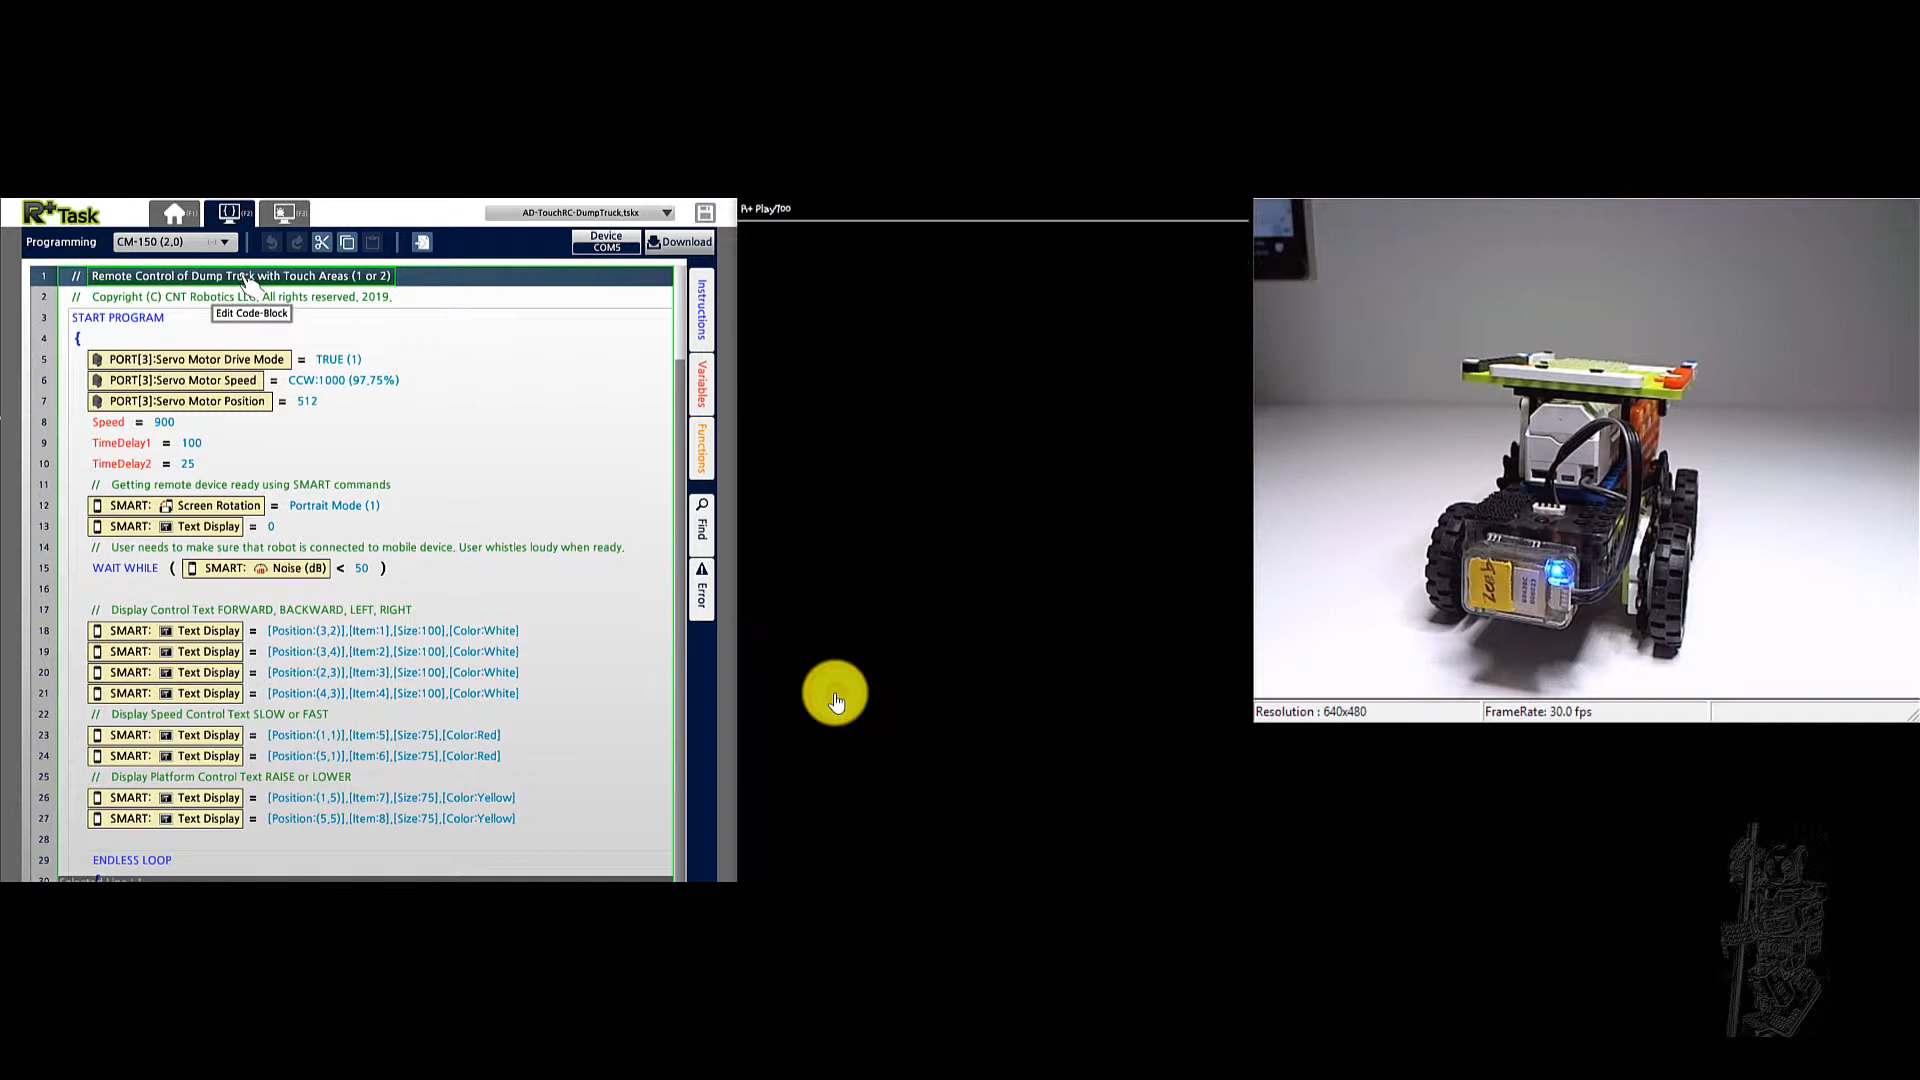 R+Task
(F1)
(F2)
(F3)
AD-TouchRC-DumpTruck.tskx
Programming
CM-150 (2.0)
Device
COM5
Download
1 // Remote Control of Dump Truck with Touch Areas (1 or 2)
2 // Copyright (C) CNT Robotics LLC. All rights reserved. 2019.
Edit Code-Block
3 START PROGRAM
4 {
5 PORT[3]:Servo Motor Drive Mode = TRUE (1)
6 PORT[3]:Servo Motor Speed = CCW:1000 (97.75%)
7 PORT[3]:Servo Motor Position = 512
8 Speed = 900
9 TimeDelay1 = 100
10 TimeDelay2 = 25
11 // Getting remote device ready using SMART commands
12 SMART: Screen Rotation = Portrait Mode (1)
13 SMART: Text Display = 0
14 // User needs to make sure that robot is connected to mobile device. User whistles loudy when ready.
15 WAIT WHILE ( SMART: Noise (dB) < 50 )
16
17 // Display Control Text FORWARD, BACKWARD, LEFT, RIGHT
18 SMART: Text Display = [Position:(3,2)],[Item:1],[Size:100],[Color:White]
19 SMART: Text Display = [Position:(3,4)],[Item:2],[Size:100],[Color:White]
20 SMART: Text Display = [Position:(2,3)],[Item:3],[Size:100],[Color:White]
21 SMART: Text Display = [Position:(4,3)],[Item:4],[Size:100],[Color:White]
22 // Display Speed Control Text SLOW or FAST
23 SMART: Text Display = [Position:(1,1)],[Item:5],[Size:75],[Color:Red]
24 SMART: Text Display = [Position:(5,1)],[Item:6],[Size:75],[Color:Red]
25 // Display Platform Control Text RAISE or LOWER
26 SMART: Text Display = [Position:(1,5)],[Item:7],[Size:75],[Color:Yellow]
27 SMART: Text Display = [Position:(5,5)],[Item:8],[Size:75],[Color:Yellow]
28
29 ENDLESS LOOP
30 {
Instructions
Variables
Functions
Find
Error
R+ Play700
Zeeb
Resolution : 640x480
FrameRate: 30.0 fps